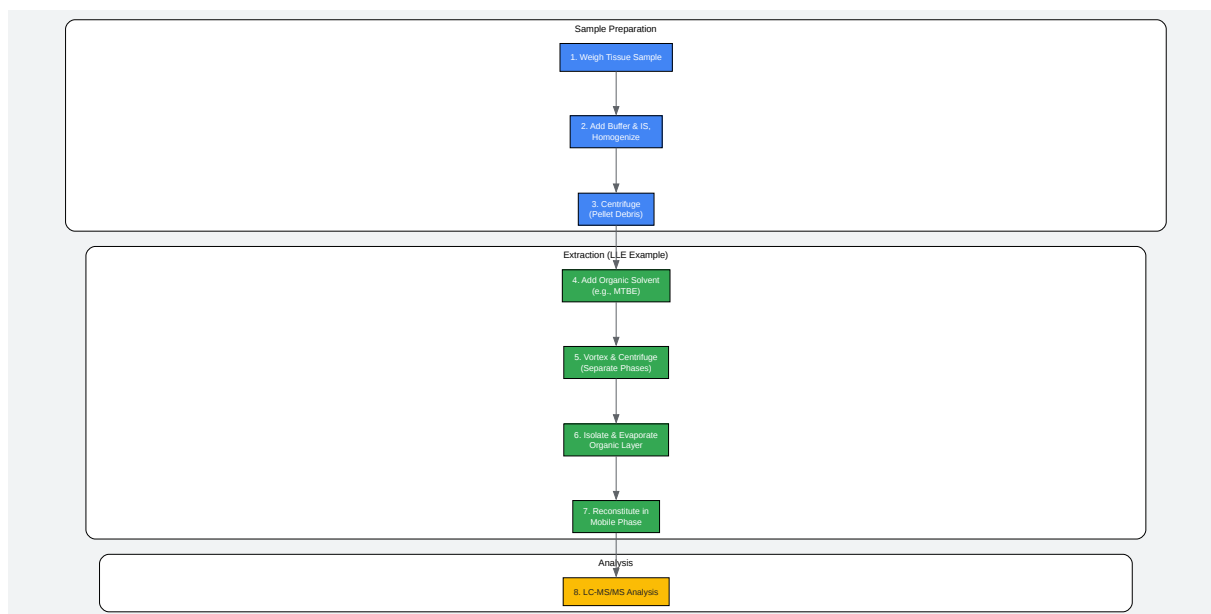 Sample Preparation
1. Weigh Tissue Sample
2. Add Buffer & IS,
Homogenize
3. Centrifuge
(Pellet Debris)
Extraction (LLE Example)
4. Add Organic Solvent
(e.g., MTBE)
5. Vortex & Centrifuge
(Separate Phases)
6. Isolate & Evaporate
Organic Layer
7. Reconstitute in
Mobile Phase
Analysis
8. LC-MS/MS Analysis